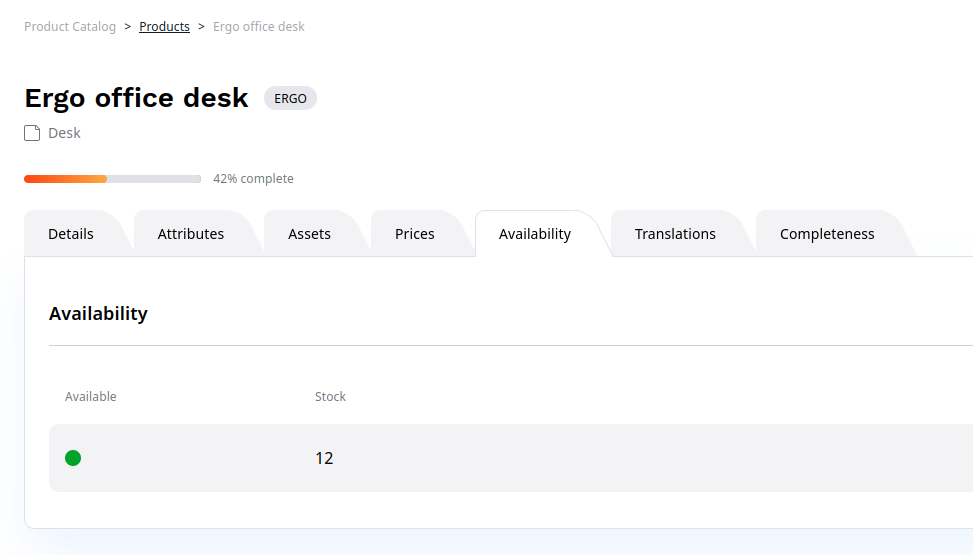 Product Catalog > Products > Ergo office desk
Ergo office desk ERGO
Desk
42% complete
Details Attributes Assets Prices Availability Translations Completeness
Availability
Available Stock
12